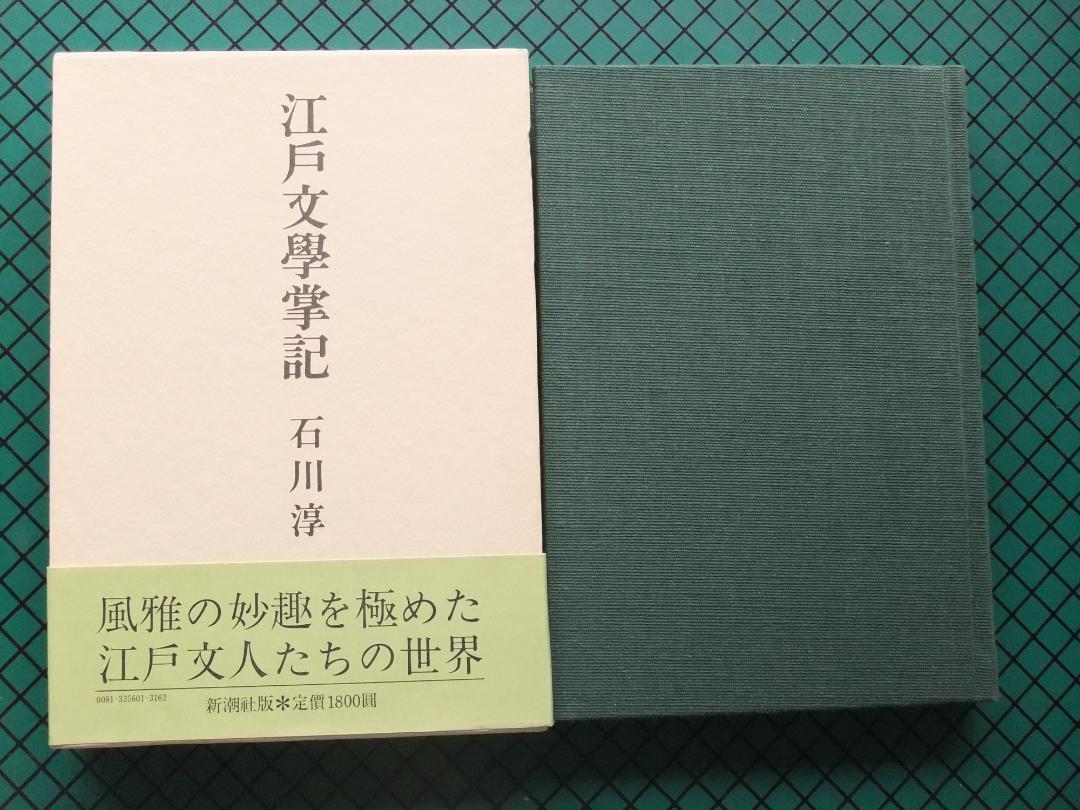 江戶文學掌記
石川淳
風雅の妙趣を極めた
江戶文人たちの世界
0091-335601-3162
新潮社版＊定價1800圓